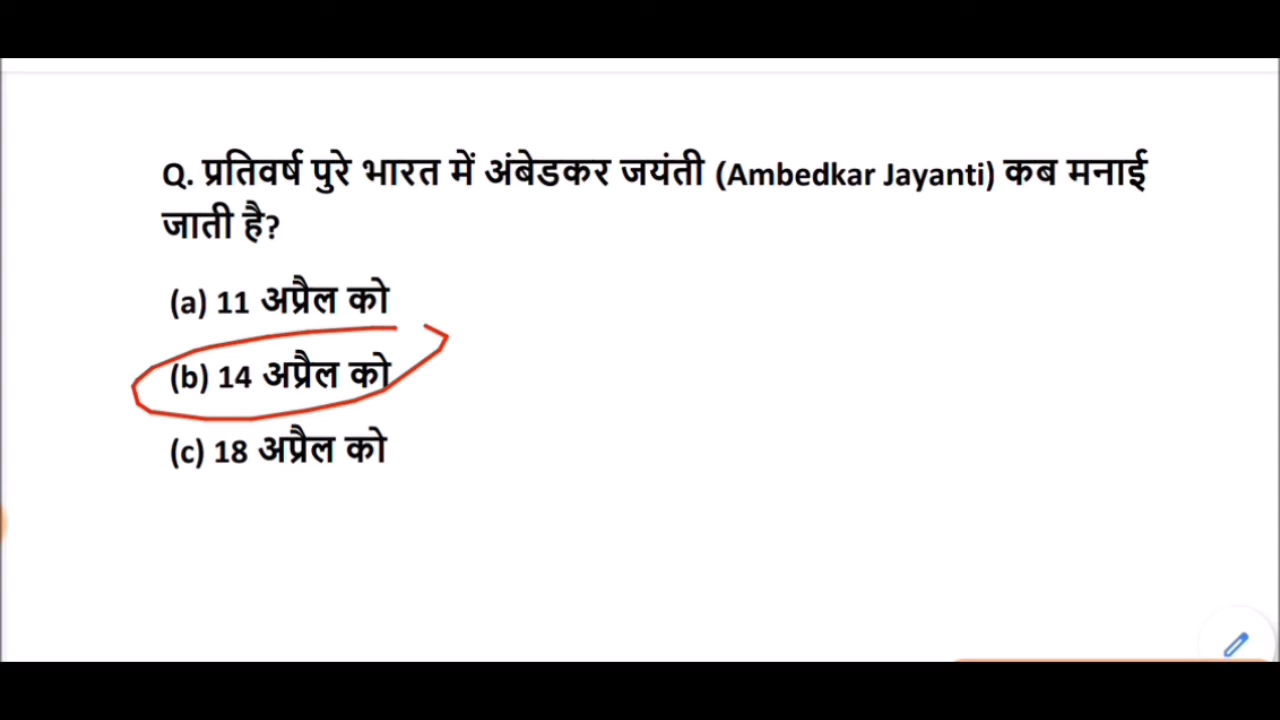 Q. प्रतिवर्ष पुरे भारत में अंबेडकर जयंती (Ambedkar Jayanti) कब मनाई
जाती है?
(a) 11 अप्रैल को
(b) 14 अप्रैल को
(c) 18 अप्रैल को